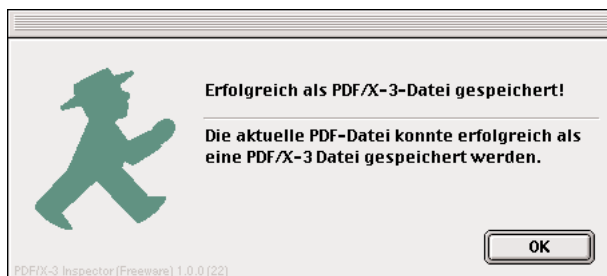 Erfolgreich als PDF/X-3-Datei gespeichert!
Die aktuelle PDF-Datei konnte erfolgreich als
eine PDF/X-3 Datei gespeichert werden.
OK
PDF/X-3 Inspector (Freeware) 1.0.0 (22)